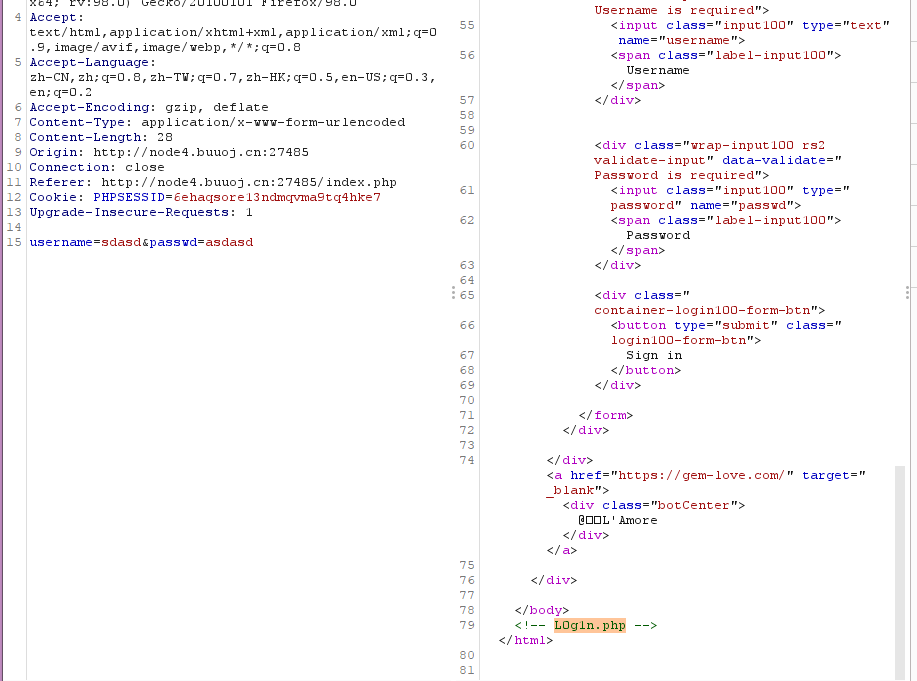 x64; rv:98.0) Gecko/20100101 Firefox/98.0
4 Accept:
text/html,application/xhtml+xml,application/xml;q=0
.9,image/avif,image/webp,*/*;q=0.8
5 Accept-Language:
zh-CN,zh;q=0.8,zh-TW;q=0.7,zh-HK;q=0.5,en-US;q=0.3,
en;q=0.2
6 Accept-Encoding: gzip, deflate
7 Content-Type: application/x-www-form-urlencoded
8 Content-Length: 28
9 Origin: http://node4.buuoj.cn:27485
10 Connection: close
11 Referer: http://node4.buuoj.cn:27485/index.php
12 Cookie: PHPSESSID=6ehaqsore13ndmqvma9tq4hke7
13 Upgrade-Insecure-Requests: 1
14
15 username=sdasd&passwd=asdasd
Username is required">
55 <input class="input100" type="text"
name="username">
56 <span class="label-input100">
Username
</span>
57 </div>
58
59
60 <div class="wrap-input100 rs2
validate-input" data-validate="
Password is required">
61 <input class="input100" type="
password" name="passwd">
62 <span class="label-input100">
Password
</span>
63 </div>
64
65 <div class="
container-login100-form-btn">
66 <button type="submit" class="
login100-form-btn">
67 Sign in
68 </button>
69 </div>
70
71 </form>
72 </div>
73
74 </div>
<a href="https://gem-love.com/" target="
_blank">
<div class="botCenter">
@□□L'Amore
</div>
</a>
75
76 </div>
77
78 </body>
79 <!-- L0g1n.php -->
</html>
80
81